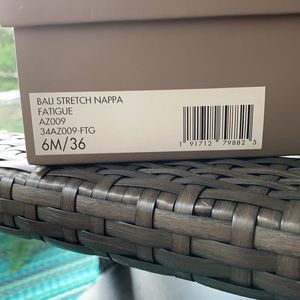 BALI STRETCH NAPPA
FATIGUE
AZ009
34AZ009-FTG
6M/36
1 91712 79882 5